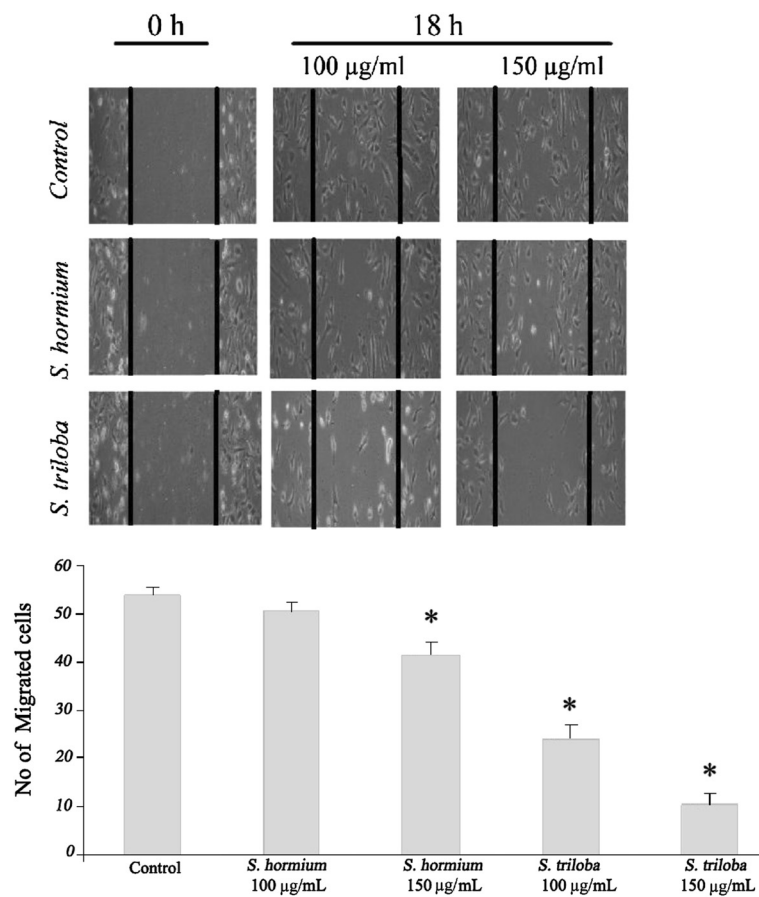 0 h
18 h
100 µg/ml
150 µg/ml
Control
S. hormium
S. triloba
No of Migrated cells
60
50
40
30
20
10
0
*
*
*
*
Control
S. hormium
100 µg/mL
S. hormium
150 µg/mL
S. triloba
100 µg/mL
S. triloba
150 µg/mL